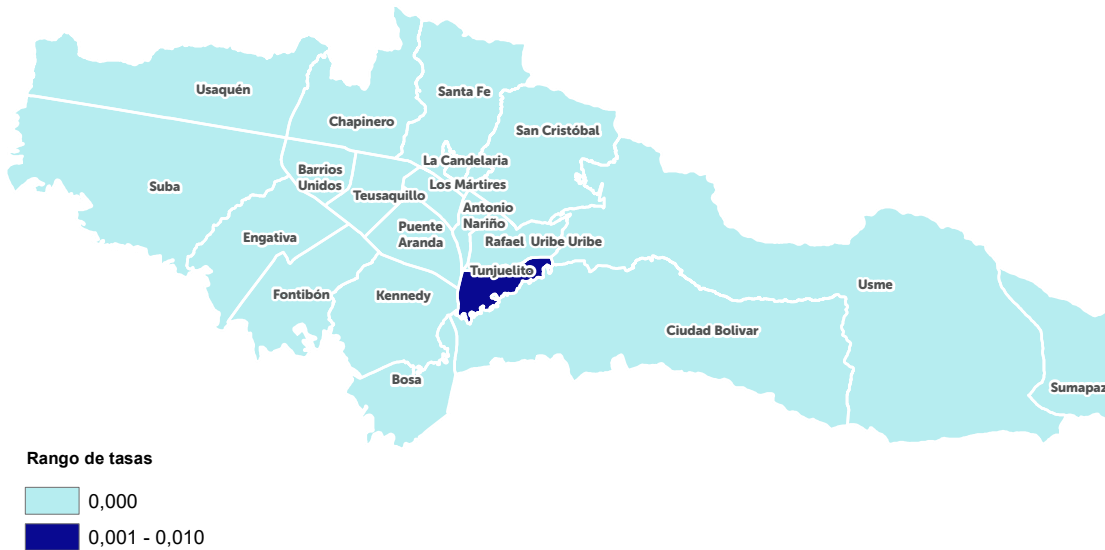 Usaquén
Santa Fe
Chapinero
San Cristóbal
La Candelaria
Barrios
Unidos
Suba
Los Mártires
Teusaquillo
Antonio
Nariño
Puente
Aranda
Engativa
Rafael Uribe Uribe
Tunjuelito
Usme
Fontibón
Kennedy
Ciudad Bolivar
Bosa
Sumapaz
Rango de tasas
0,000
0,001 - 0,010